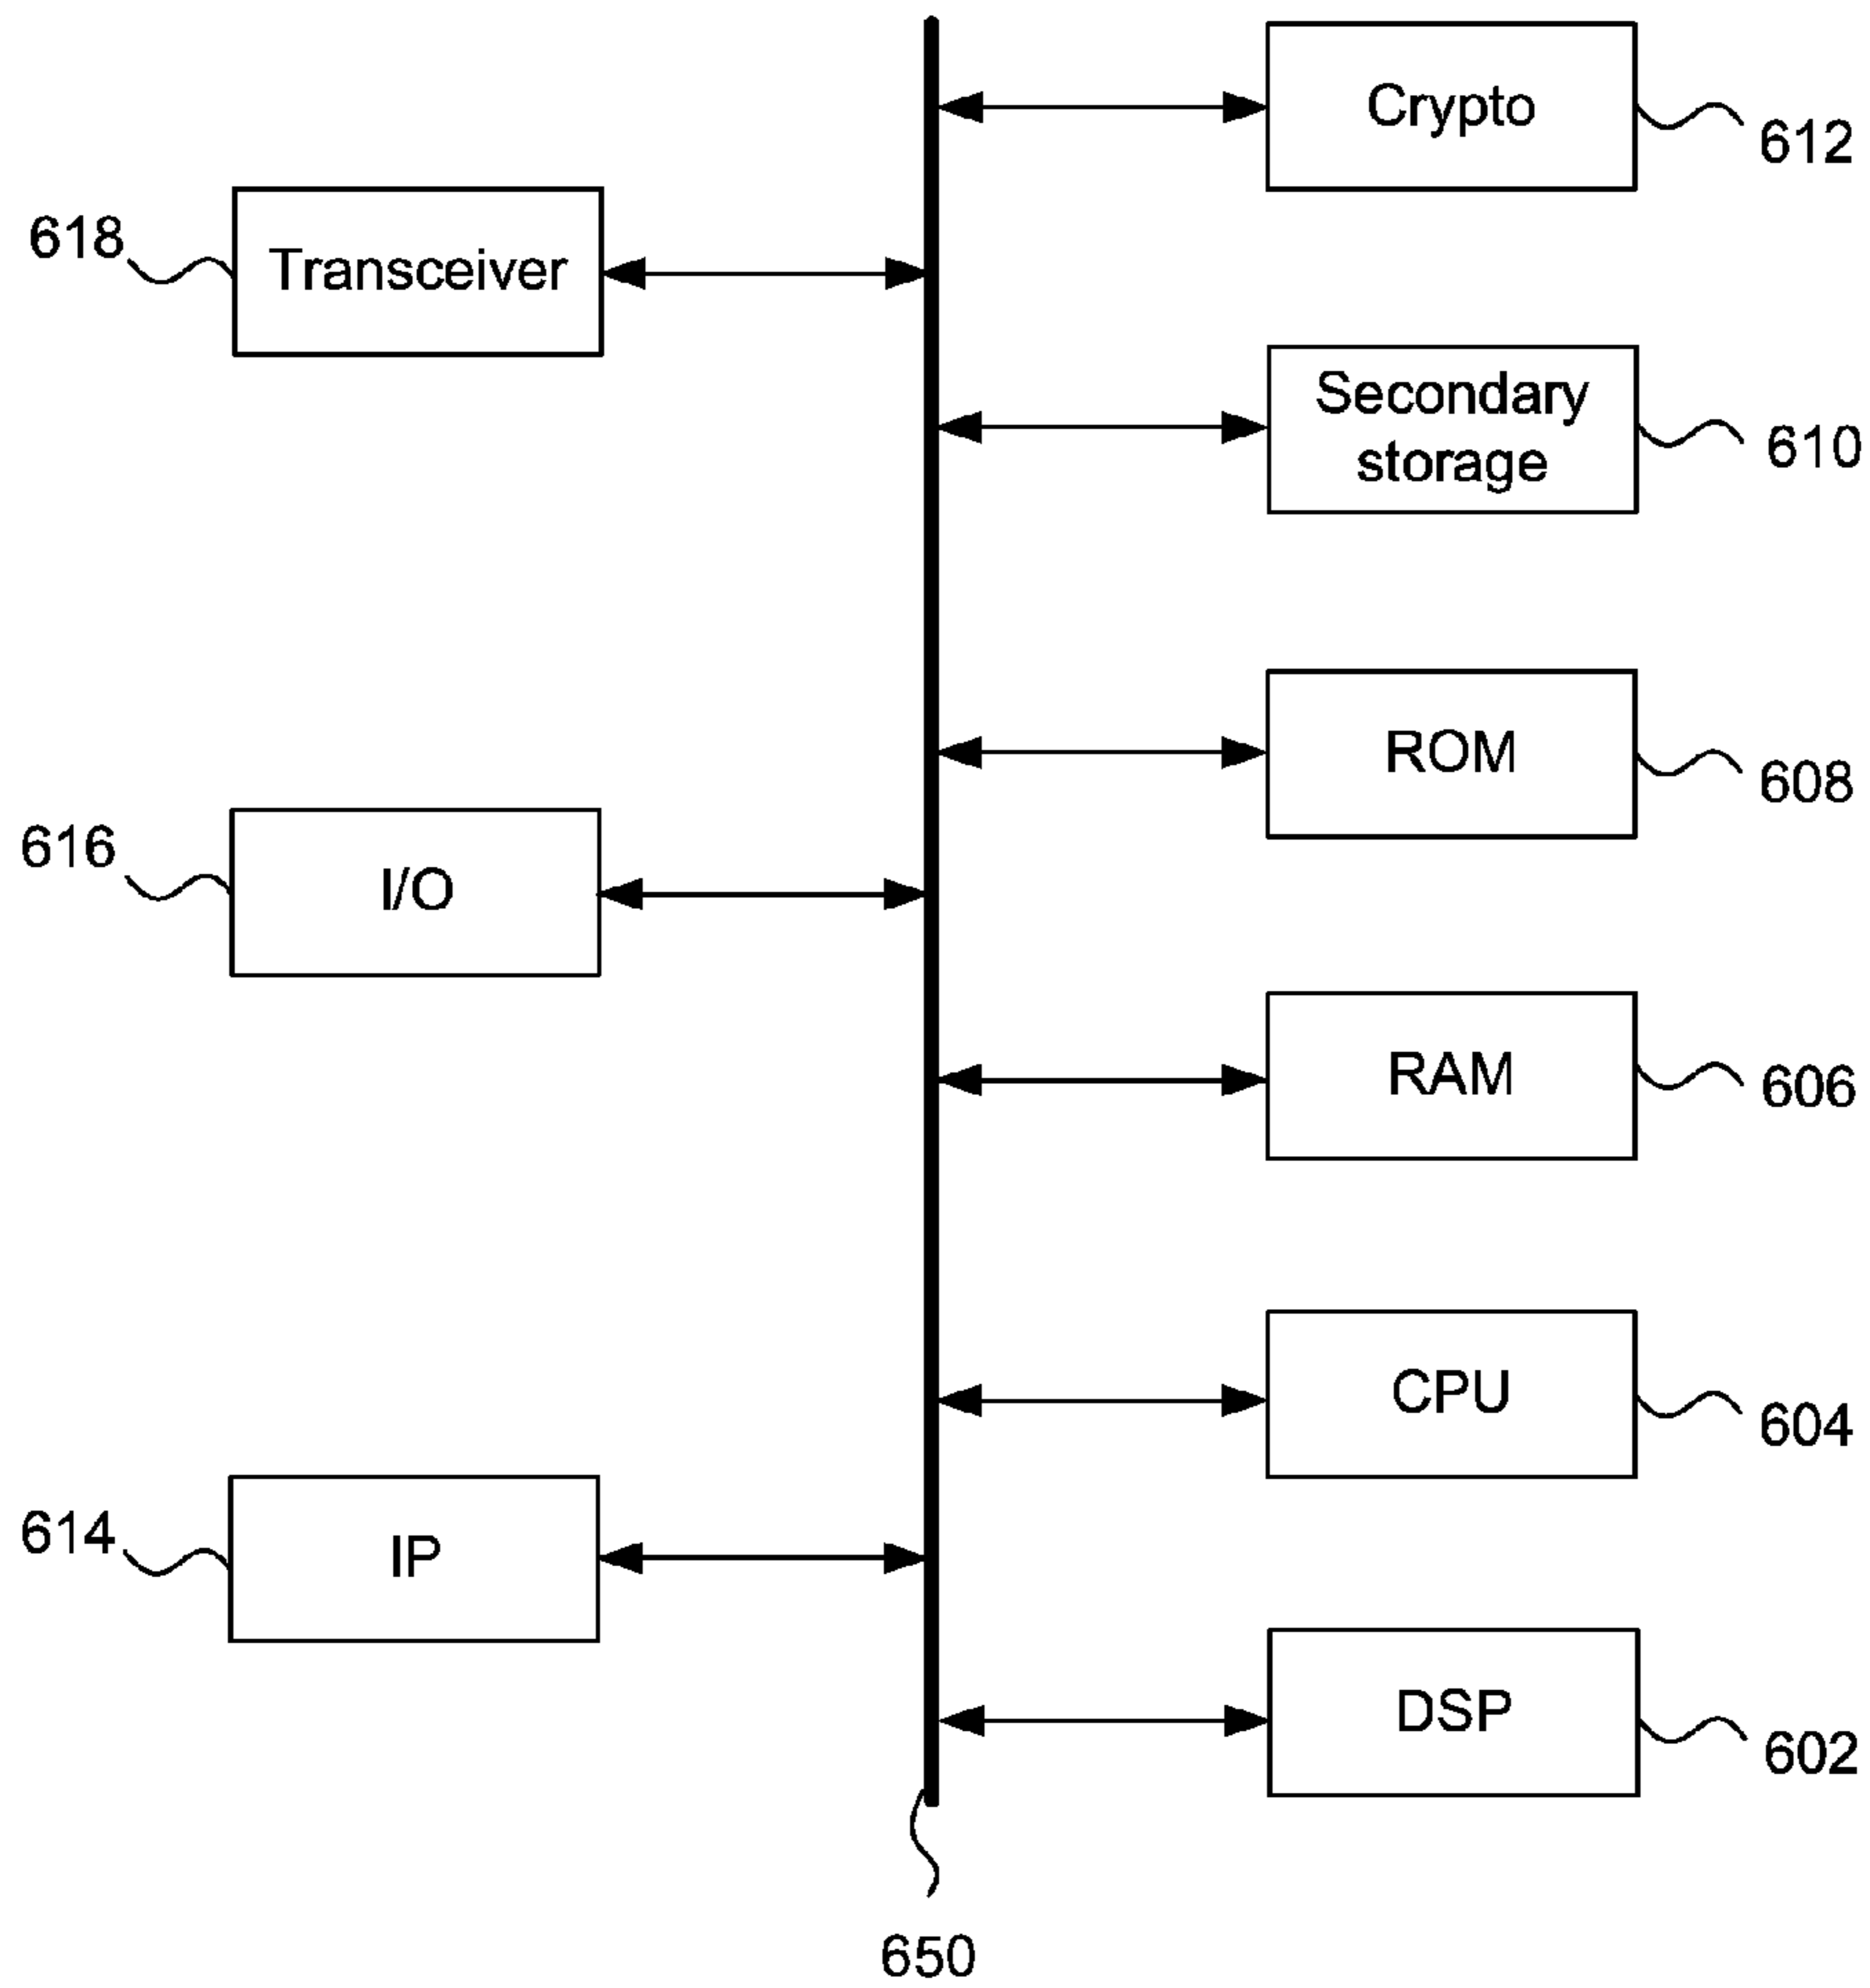 Crypto
612
618
Transceiver
Secondary
storage
610
ROM
608
616
I/O
RAM
606
CPU
604
614
IP
DSP
602
650